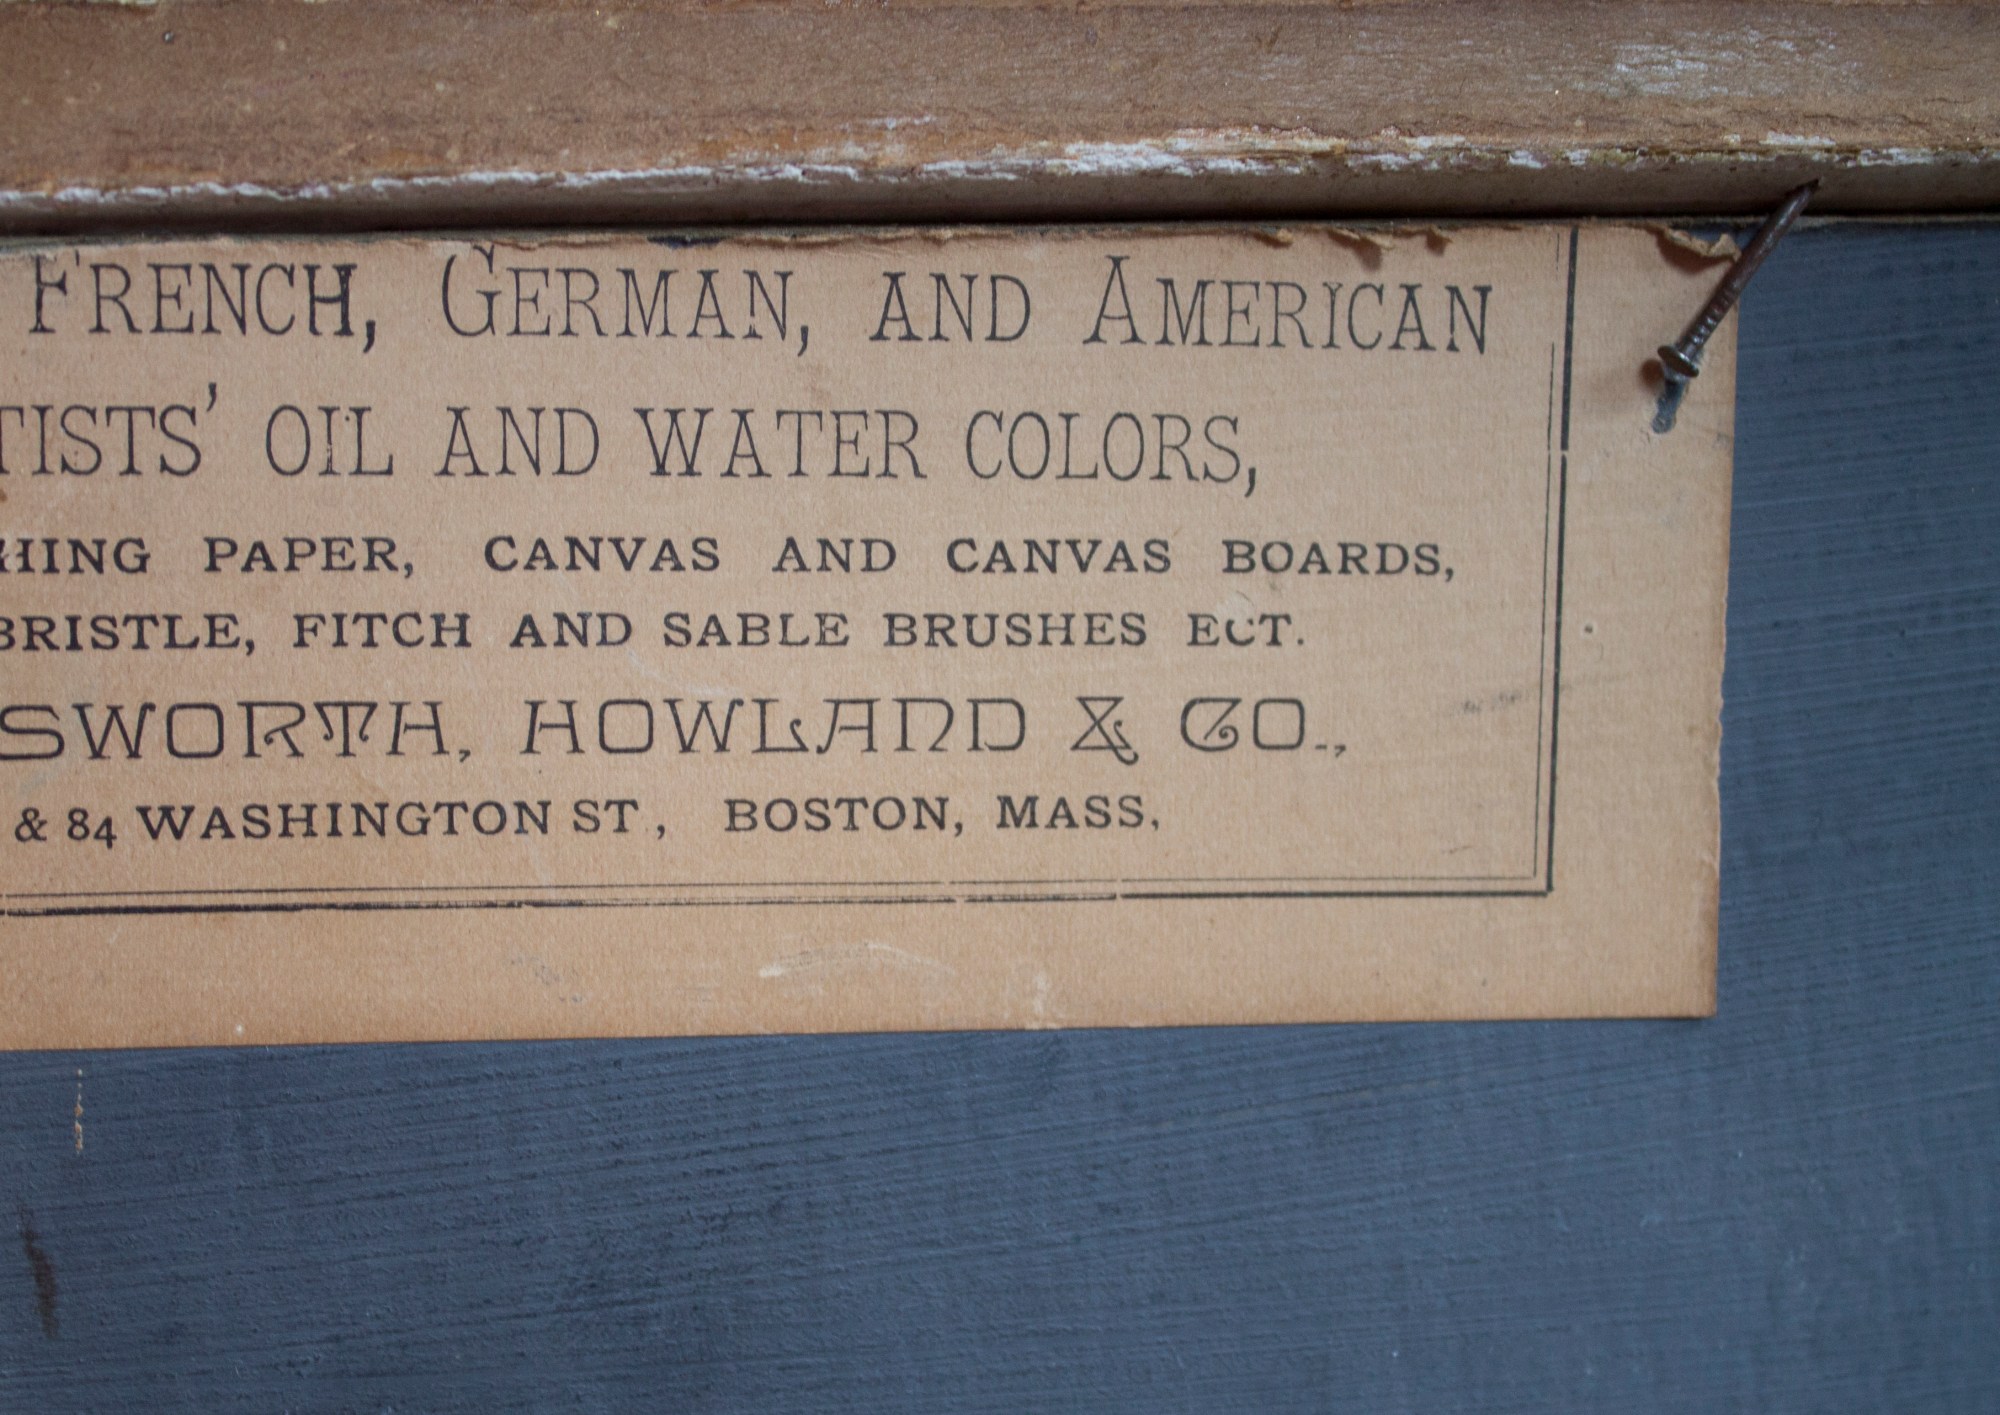 FRENCH, GERMAN, AND AMERICAN
TISTS' OIL AND WATER COLORS,
HING PAPER, CANVAS AND CANVAS BOARDS,
BRISTLE, FITCH AND SABLE BRUSHES ECT.
SWORTH, HOWLAND & CO.,
& 84 WASHINGTON ST., BOSTON, MASS.